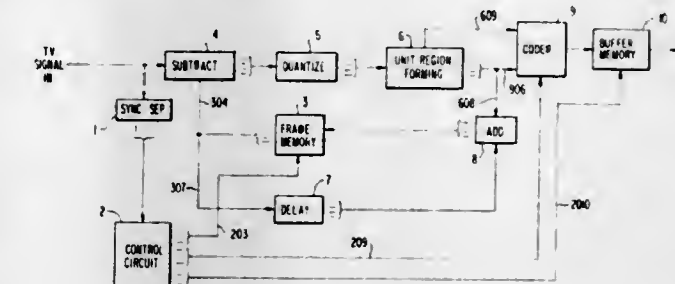 4
5
6
609
9
10
TV
SIGNAL
IN
SUBTRACT
QUANTIZE
UNIT REGION
FORMING
CODER
BUFFER
MEMORY
304
3
608
906
1
SYNC SEP
FRAME
MEMORY
ADD
8
307
7
2
DELAY
2010
203
209
CONTROL
CIRCUIT